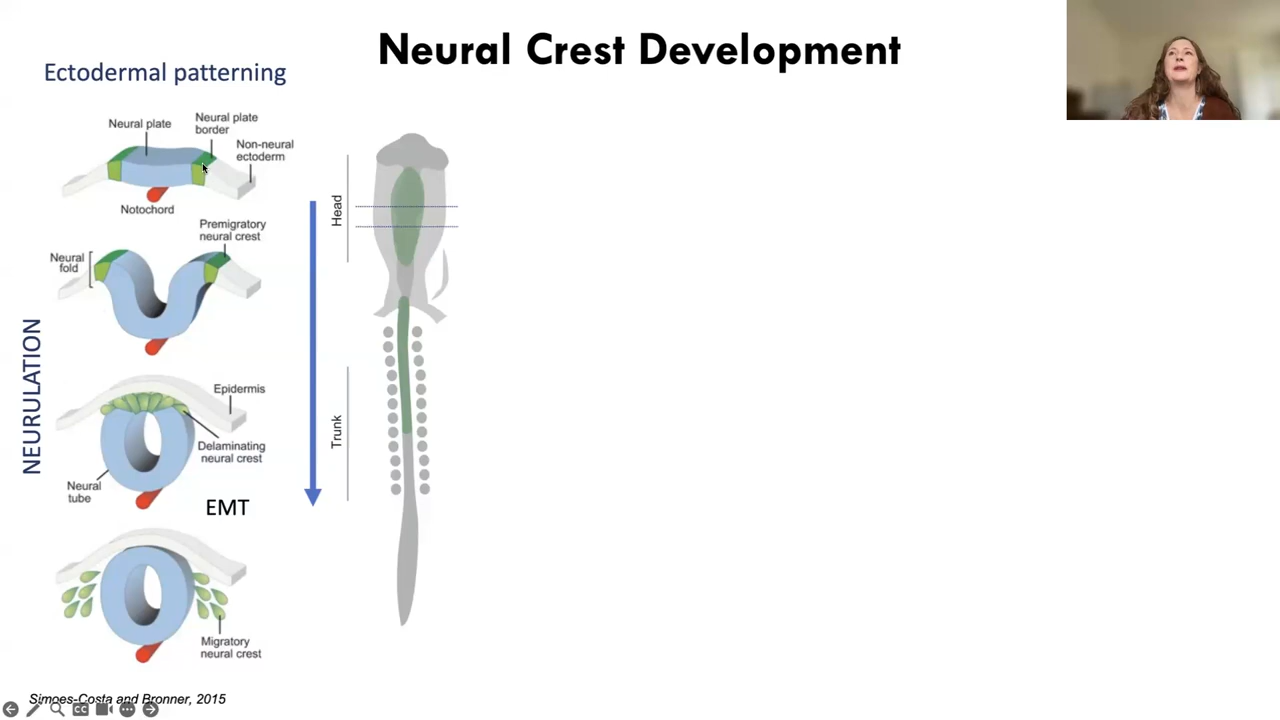 Neural Crest Development
Ectodermal patterning
Neural plate
Neural plate
border
Non-neural
ectoderm
Notochord
Premigratory
neural crest
Neural
fold
NEURULATION
Epidermis
Delaminating
neural crest
Neural
tube
EMT
Migratory
neural crest
Head
Trunk
Simoes-Costa and Bronner, 2015
CC